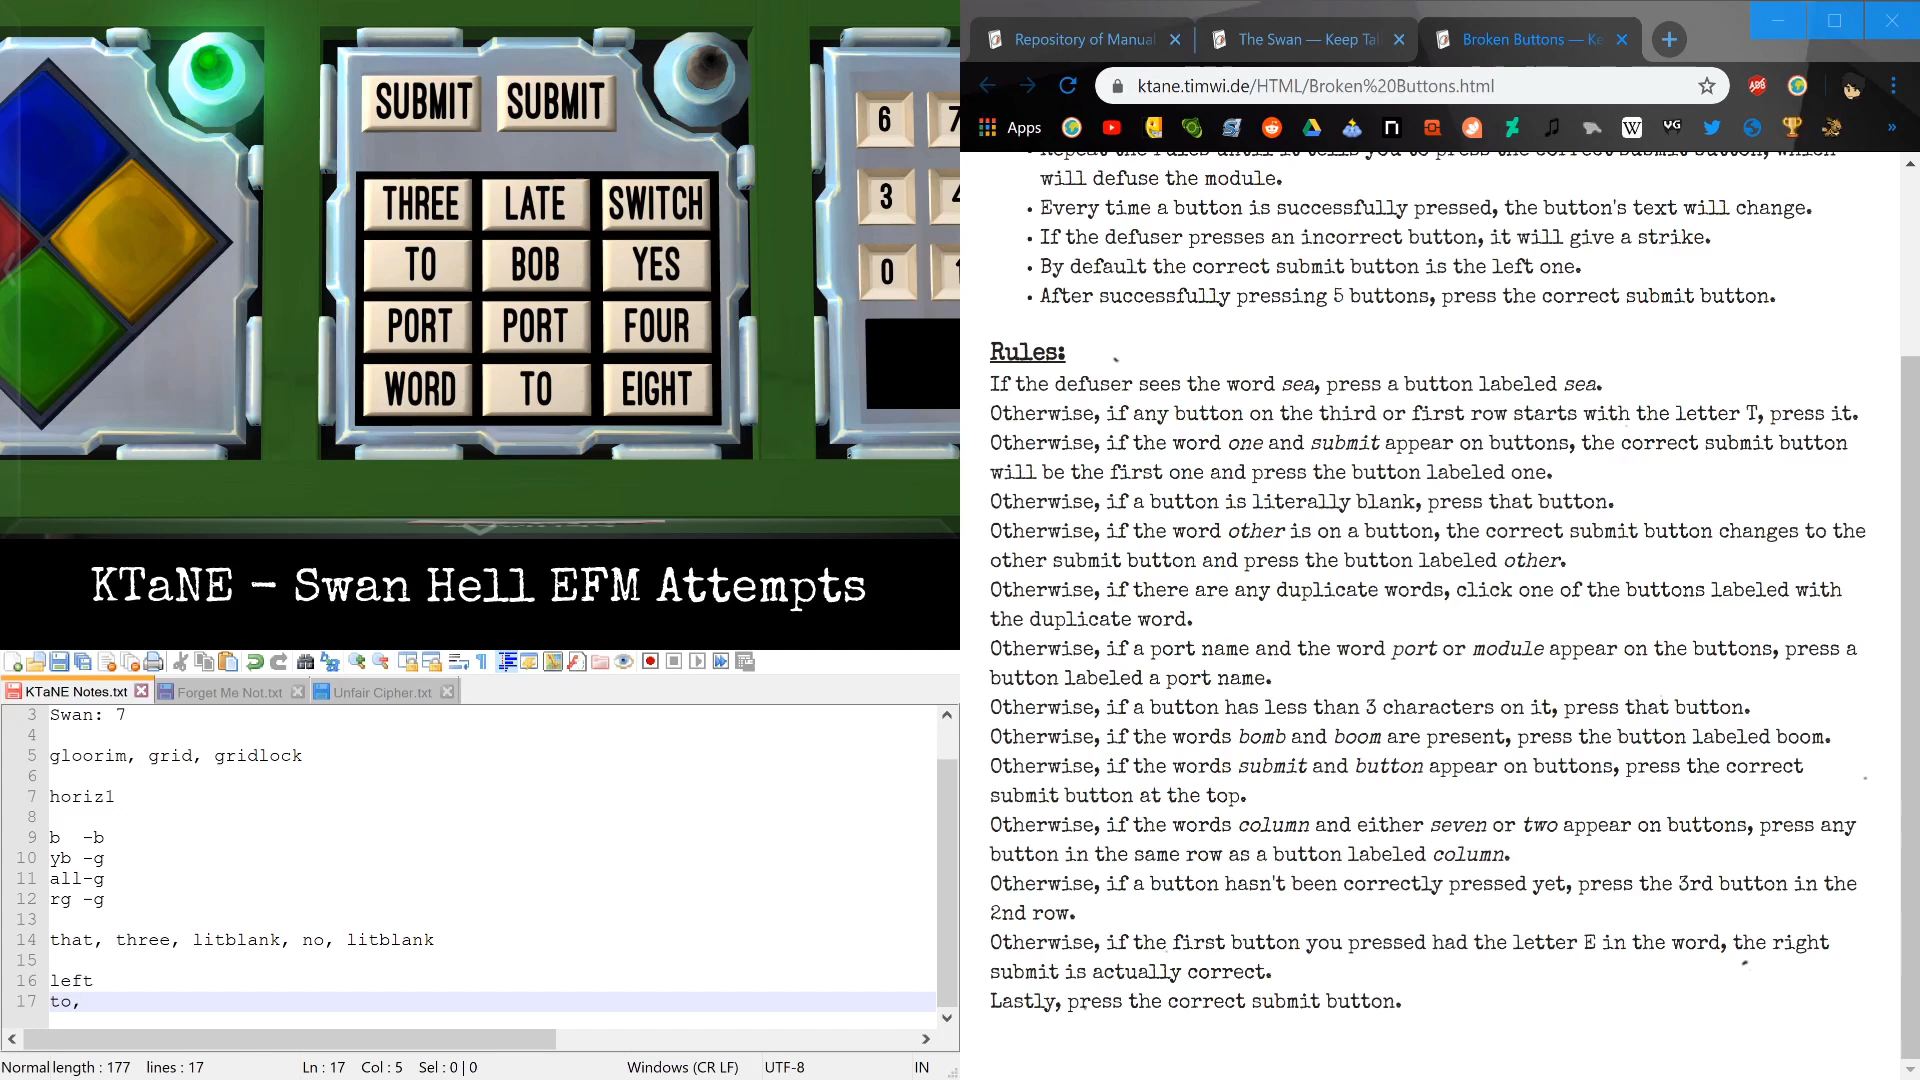 SUBMIT SUBMIT
THREE LATE SWITCH
TO BOB YES
PORT PORT FOUR
WORD TO EIGHT
6 7
3 4
0 1
KTaNE - Swan Hell EFM Attempts
KTaNE Notes.txt Forget Me Not.txt Unfair Cipher.txt
3 Swan: 7
4
5 gloorim, grid, gridlock
6
7 horiz1
8
9 b -b
10 yb -g
11 all-g
12 rg -g
13
14 that, three, litblank, no, litblank
15
16 left
17 to,
Normal length : 177 lines : 17 Ln : 17 Col : 5 Sel : 0 | 0 Windows (CR LF) UTF-8 IN
Repository of Manual The Swan — Keep Tal Broken Buttons — Ke
ktane.timwi.de/HTML/Broken%20Buttons.html
Apps
• Repeat the rules until it tells you to press the correct submit button, which
will defuse the module.
• Every time a button is successfully pressed, the button's text will change.
• If the defuser presses an incorrect button, it will give a strike.
• By default the correct submit button is the left one.
• After successfully pressing 5 buttons, press the correct submit button.
Rules:
If the defuser sees the word sea, press a button labeled sea.
Otherwise, if any button on the third or first row starts with the letter T, press it.
Otherwise, if the word one and submit appear on buttons, the correct submit button
will be the first one and press the button labeled one.
Otherwise, if a button is literally blank, press that button.
Otherwise, if the word other is on a button, the correct submit button changes to the
other submit button and press the button labeled other.
Otherwise, if there are any duplicate words, click one of the buttons labeled with
the duplicate word.
Otherwise, if a port name and the word port or module appear on the buttons, press a
button labeled a port name.
Otherwise, if a button has less than 3 characters on it, press that button.
Otherwise, if the words bomb and boom are present, press the button labeled boom.
Otherwise, if the words submit and button appear on buttons, press the correct
submit button at the top.
Otherwise, if the words column and either seven or two appear on buttons, press any
button in the same row as a button labeled column.
Otherwise, if a button hasn't been correctly pressed yet, press the 3rd button in the
2nd row.
Otherwise, if the first button you pressed had the letter E in the word, the right
submit is actually correct.
Lastly, press the correct submit button.